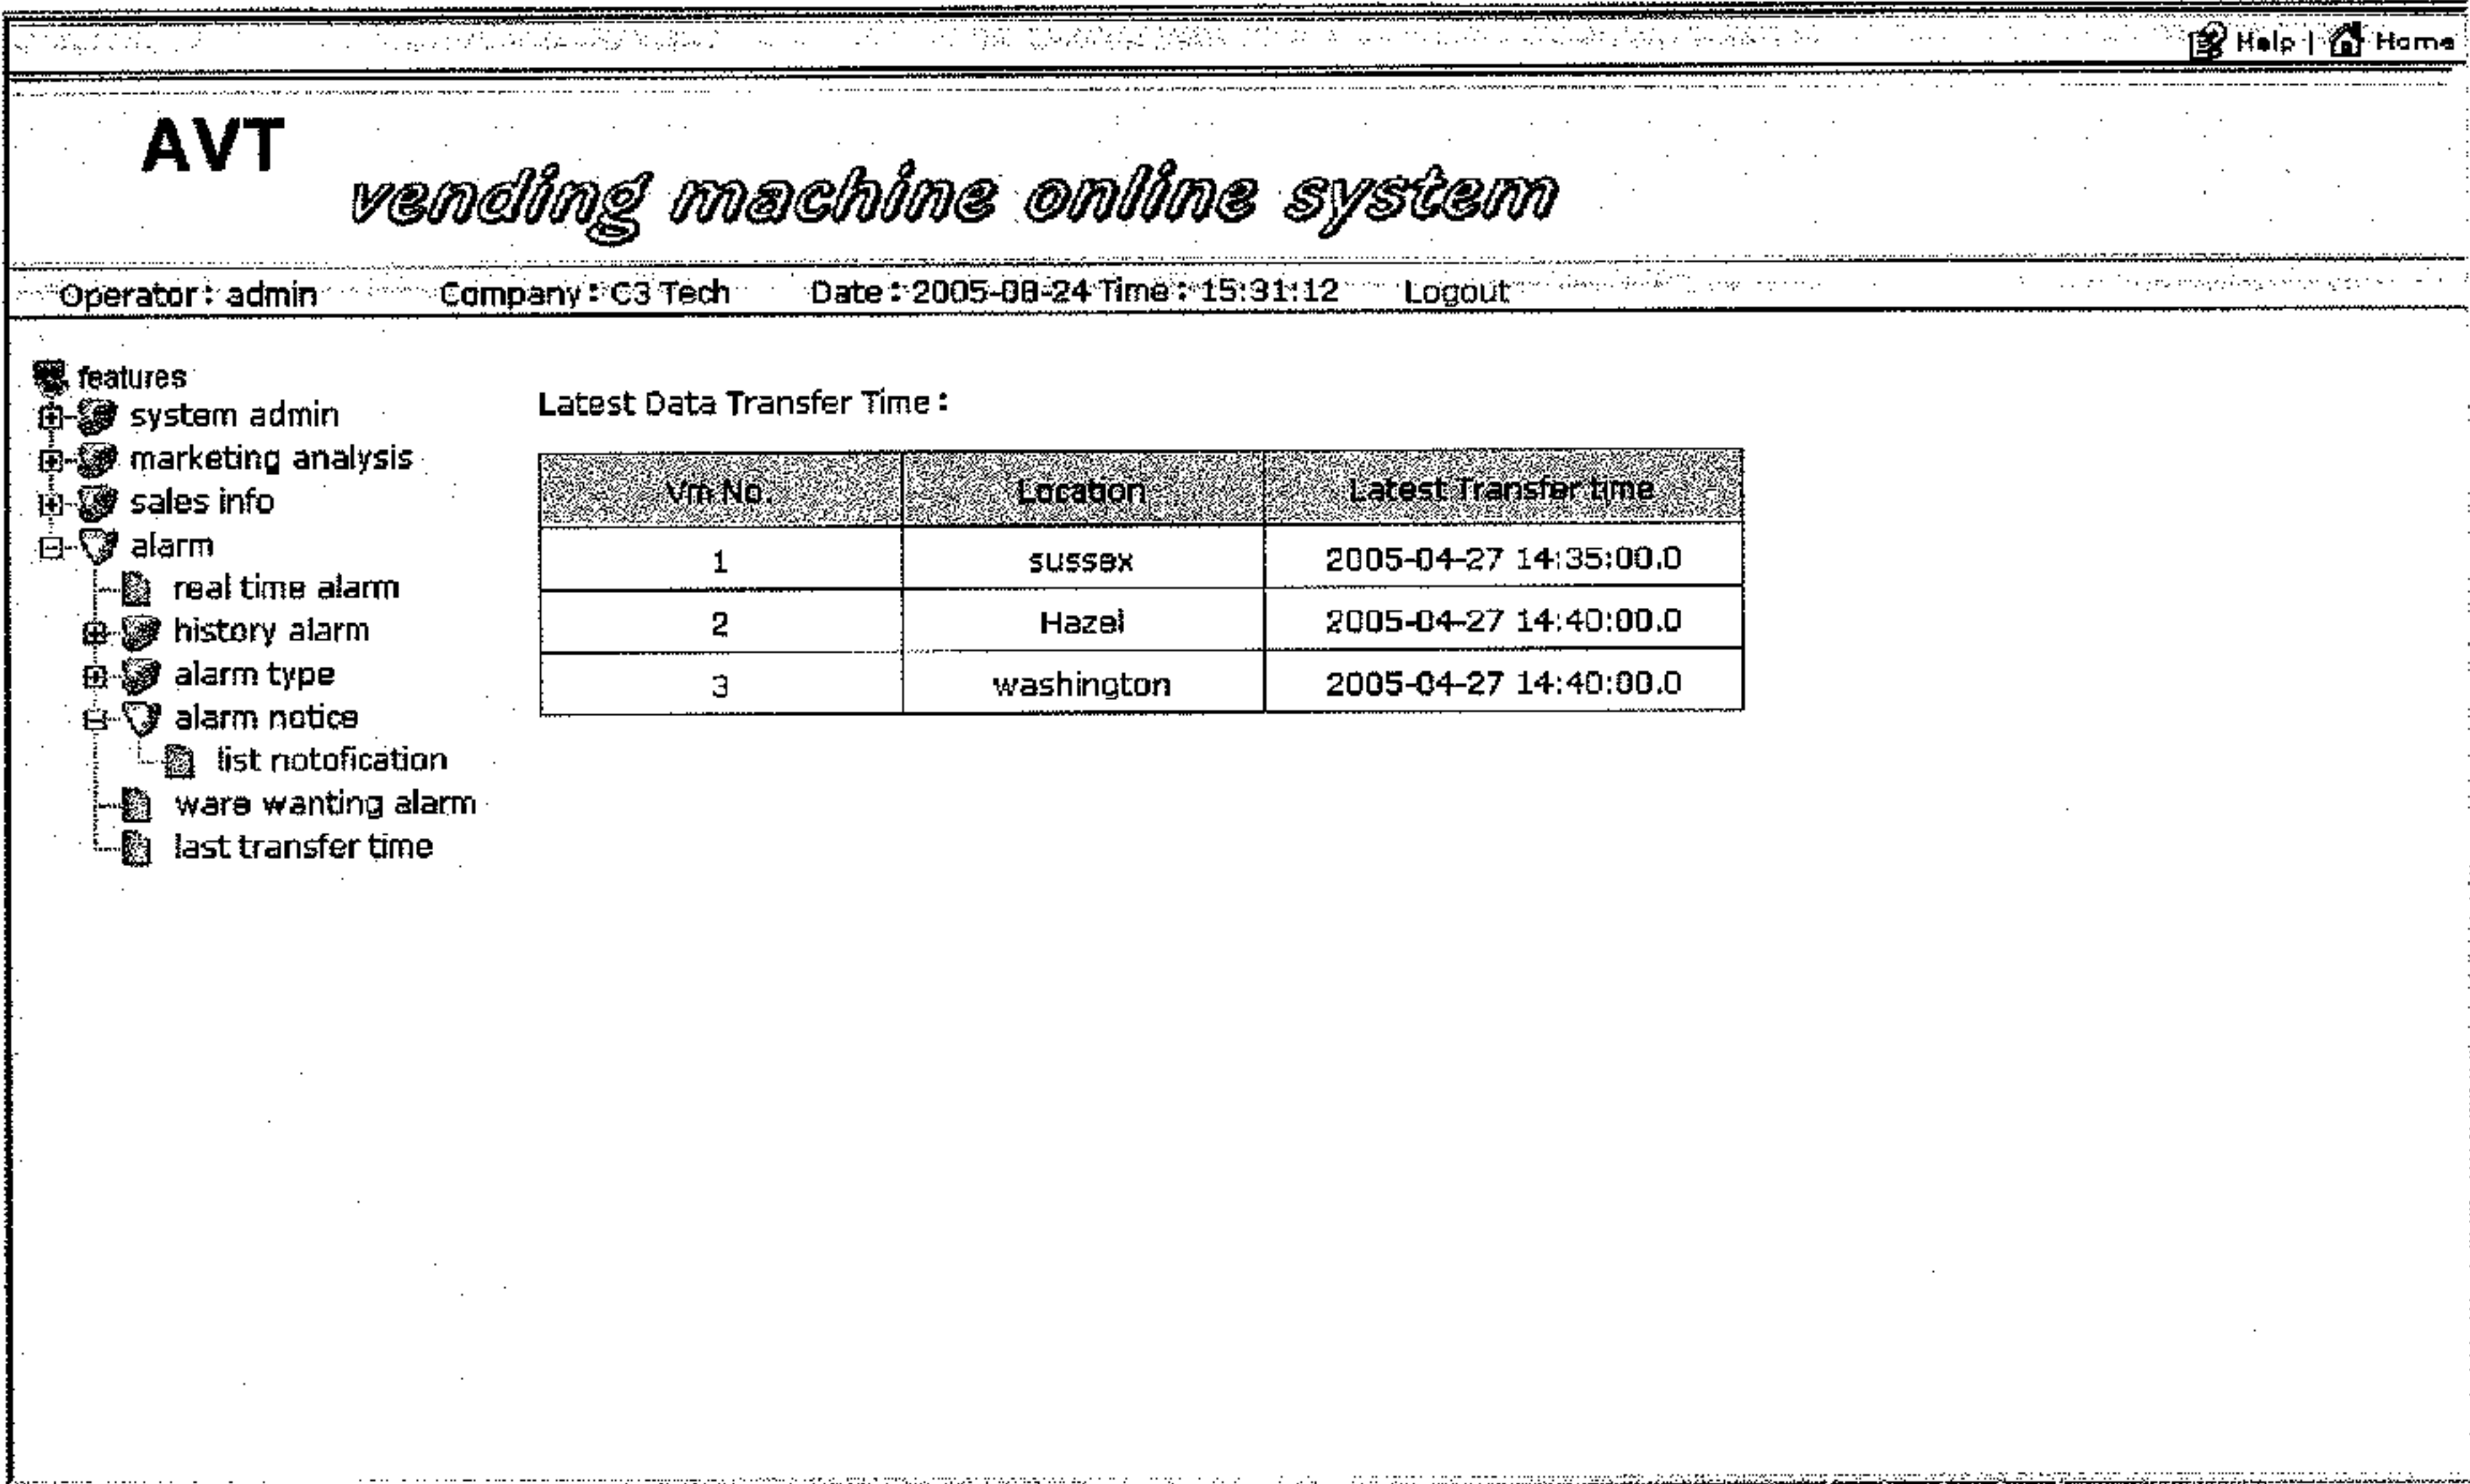 Help | Home
AVT
vending machine online system
Operator: admin Company: C3 Tech Date: 2005-08-24 Time: 15:31:12 Logout
features
system admin
marketing analysis
sales info
alarm
real time alarm
history alarm
alarm type
alarm notice
list notofication
ware wanting alarm
last transfer time
Latest Data Transfer Time:
Vm No. Location Latest Transfer time
1 sussex 2005-04-27 14:35:00.0
2 Hazel 2005-04-27 14:40:00.0
3 washington 2005-04-27 14:40:00.0